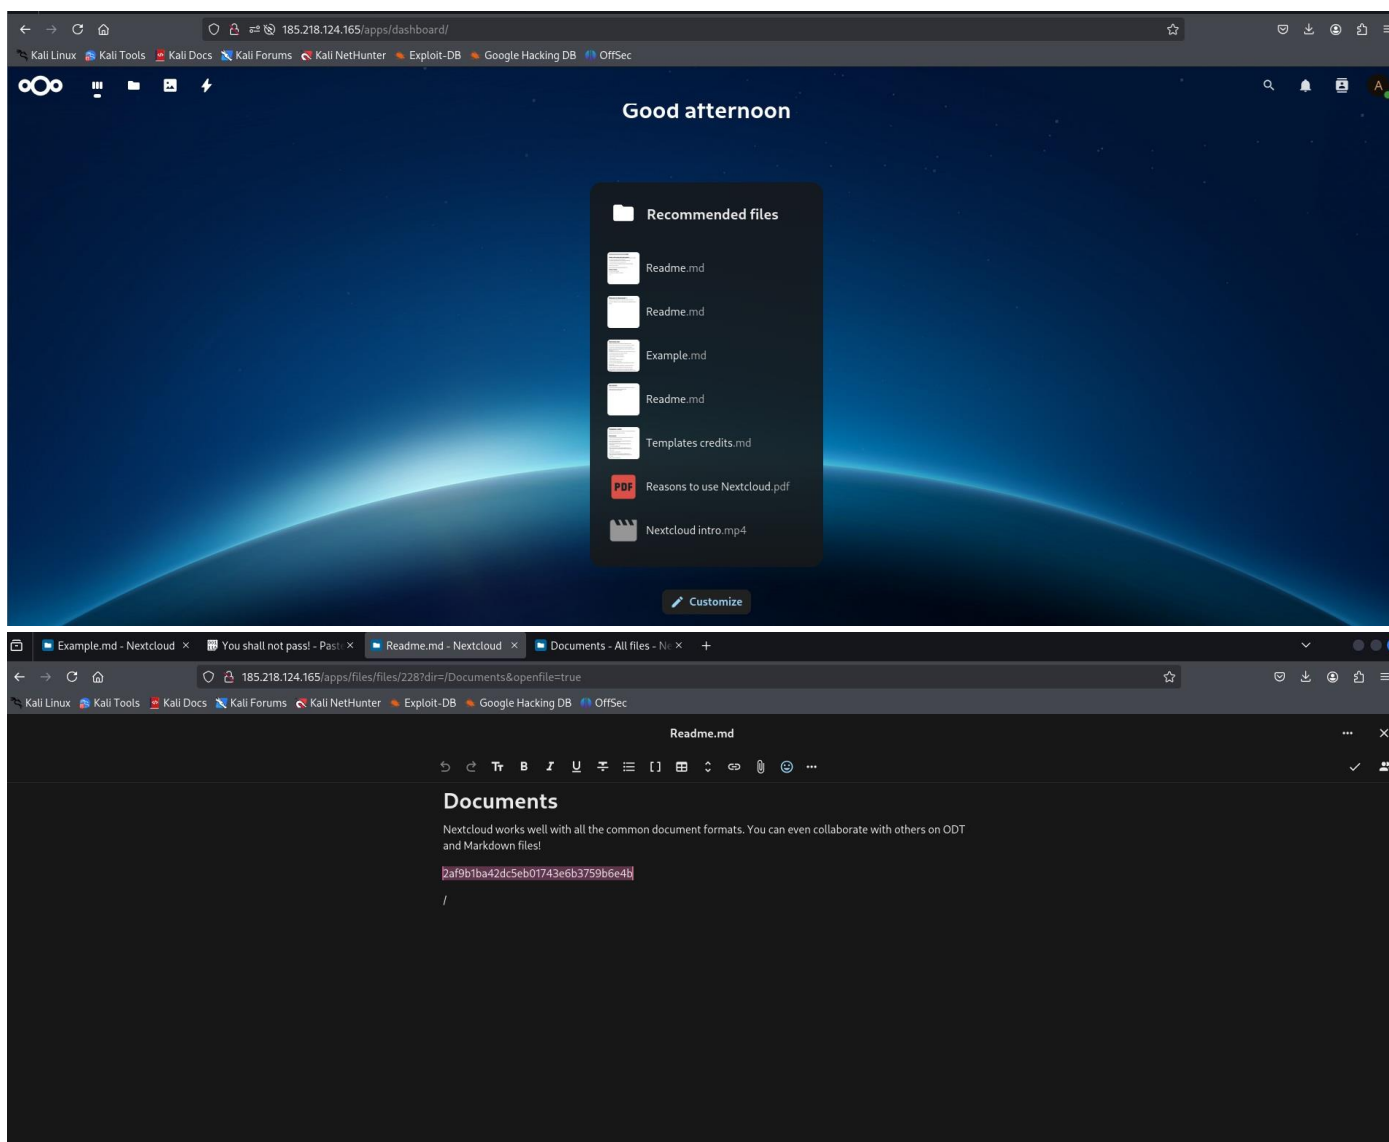 185.218.124.165/apps/dashboard/
Kali Linux Kali Tools Kali Docs Kali Forums Kali NetHunter Exploit-DB Google Hacking DB OffSec
A
Good afternoon
Recommended files
Readme.md
Readme.md
Example.md
Readme.md
Templates credits.md
PDF Reasons to use Nextcloud.pdf
Nextcloud intro.mp4
Customize
Example.md - Nextcloud You shall not pass! - Past Readme.md - Nextcloud Documents - All files - Ne
185.218.124.165/apps/files/files/228?dir=/Documents&openfile=true
Kali Linux Kali Tools Kali Docs Kali Forums Kali NetHunter Exploit-DB Google Hacking DB OffSec
Readme.md
Documents
Nextcloud works well with all the common document formats. You can even collaborate with others on ODT
and Markdown files!
2af9b1ba42dc5eb01743e6b3759b6e4b
/